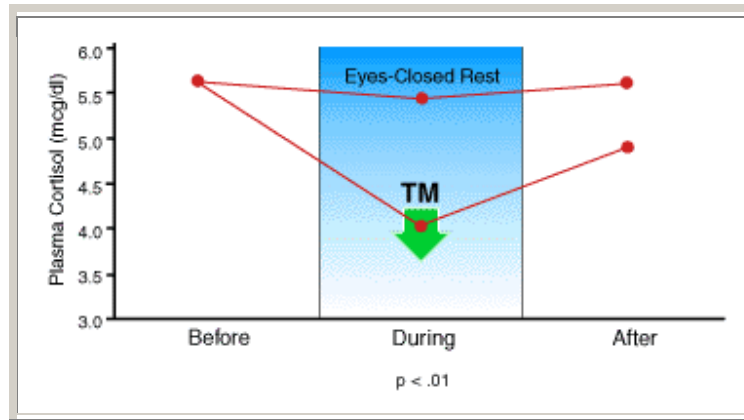 Plasma Cortisol (mcg/dl)
6.0
5.5
5.0
4.5
4.0
3.5
3.0
Eyes-Closed Rest
TM
Before During After
p < .01